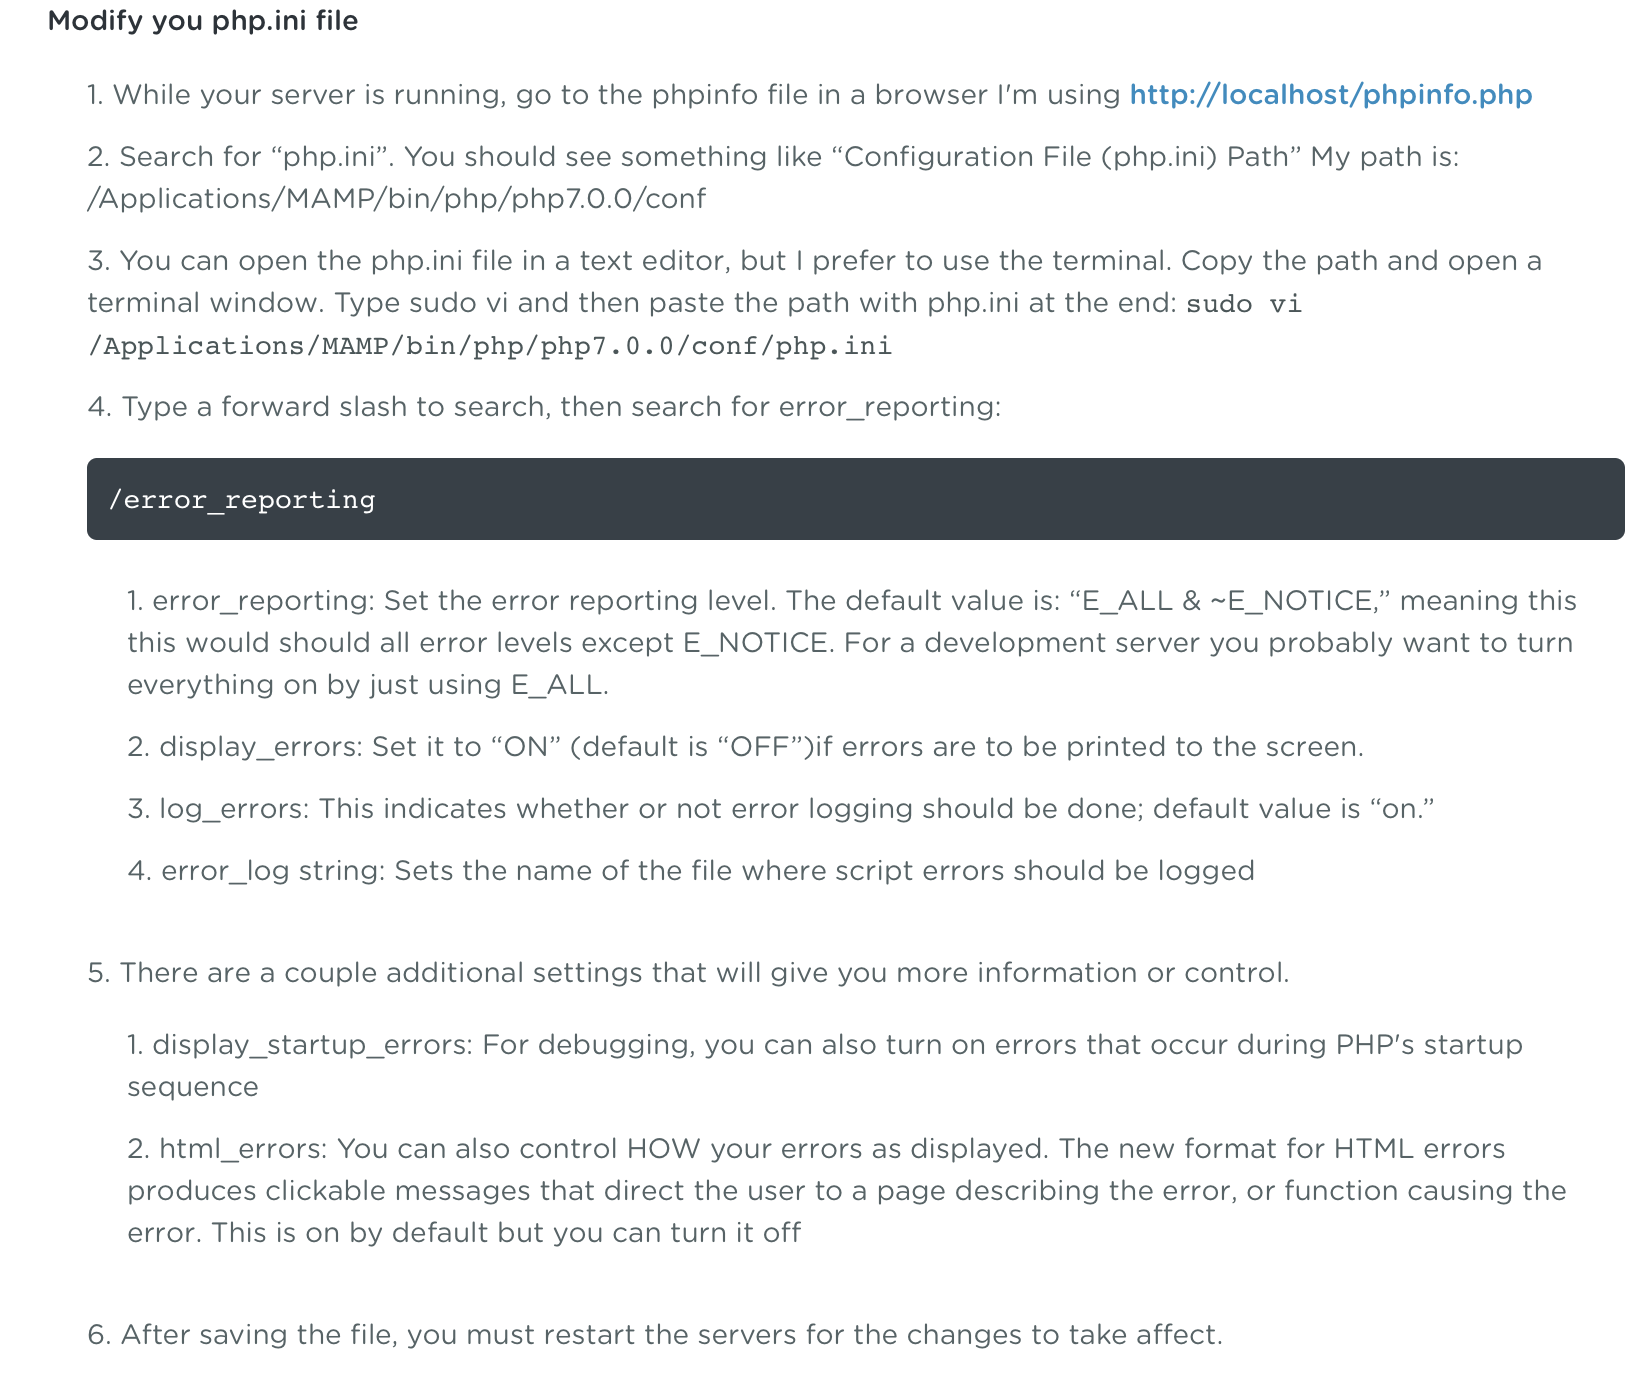 Modify you php.ini file
1. While your server is running, go to the phpinfo file in a browser I'm using http://localhost/phpinfo.php
2. Search for “php.ini”. You should see something like “Configuration File (php.ini) Path” My path is:
/Applications/MAMP/bin/php/php7.0.0/conf
3. You can open the php.ini file in a text editor, but I prefer to use the terminal. Copy the path and open a
terminal window. Type sudo vi and then paste the path with php.ini at the end: sudo vi
/Applications/MAMP/bin/php/php7.0.0/conf/php.ini
4. Type a forward slash to search, then search for error_reporting:
/error_reporting
1. error_reporting: Set the error reporting level. The default value is: “E_ALL & ~E_NOTICE,” meaning this
this would should all error levels except E_NOTICE. For a development server you probably want to turn
everything on by just using E_ALL.
2. display_errors: Set it to “ON” (default is “OFF”)if errors are to be printed to the screen.
3. log_errors: This indicates whether or not error logging should be done; default value is “on.”
4. error_log string: Sets the name of the file where script errors should be logged
5. There are a couple additional settings that will give you more information or control.
1. display_startup_errors: For debugging, you can also turn on errors that occur during PHP's startup
sequence
2. html_errors: You can also control HOW your errors as displayed. The new format for HTML errors
produces clickable messages that direct the user to a page describing the error, or function causing the
error. This is on by default but you can turn it off
6. After saving the file, you must restart the servers for the changes to take affect.